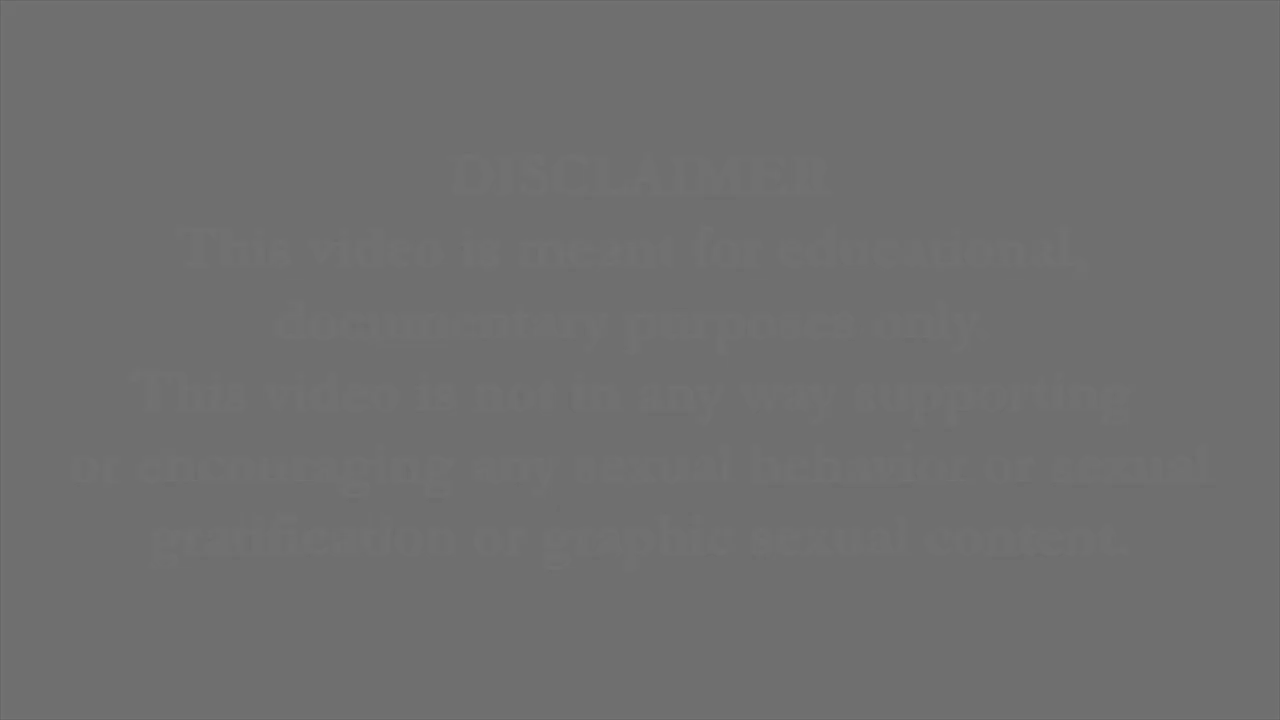 DISCLAIMER
This video is meant for educational,
documentary purposes only
This video is not in any way supporting
or encouraging any sexual behavior or sexual
gratification or graphic sexual content.